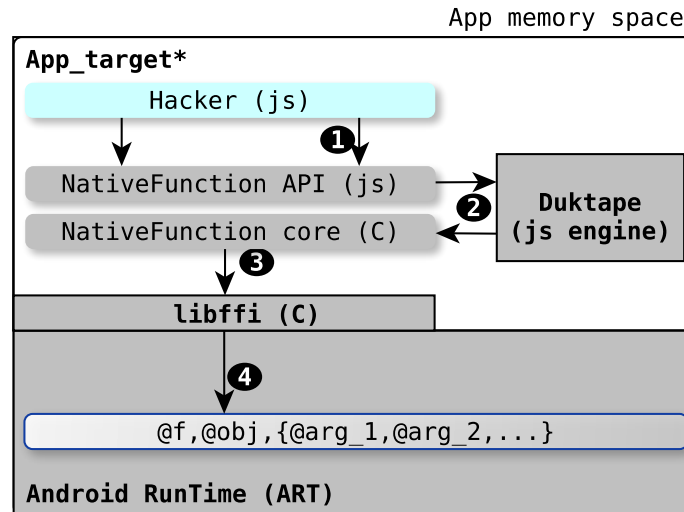 App memory space
App_target*
Hacker (js)
1
NativeFunction API (js)
2
Duktape
(js engine)
NativeFunction core (C)
3
libffi (C)
4
@f,@obj,{@arg_1,@arg_2,...}
Android RunTime (ART)